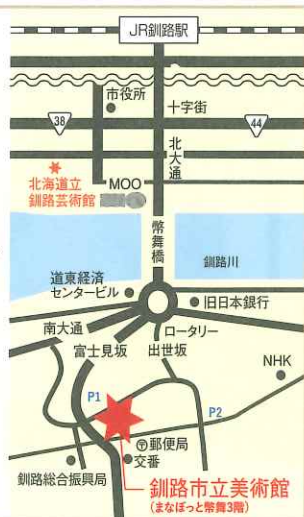 JR釧路駅
市役所
十字街
38
44
北大通
北海道立
釧路芸術館
MOO
幣舞橋
釧路川
道東経済
センタービル
旧日本銀行
南大通
ロータリー
富士見坂
出世坂
NHK
P1
P2
〒郵便局
交番
釧路総合振興局
釧路市立美術館
(まなぼっと幣舞3階)